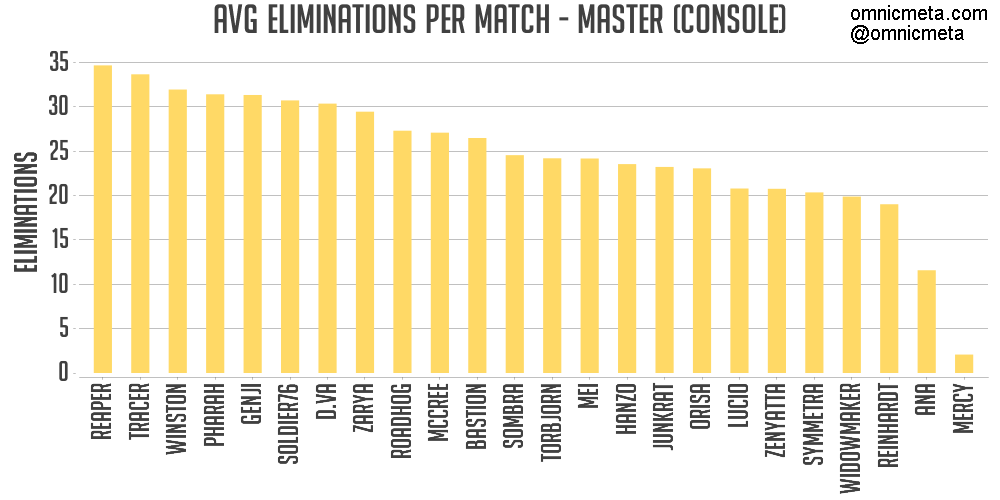 AVG ELIMINATIONS PER MATCH - MASTER (CONSOLE)
omnicmeta.com
@omnicmeta
ELIMINATIONS
35
30
25
20
15
10
5
0
REAPER
TRACER
WINSTON
PHARAH
GENJI
SOLDIER76
D.VA
ZARYA
ROADHOG
MCCREE
BASTION
SOMBRA
TORBJORN
MEI
HANZO
JUNKRAT
ORISA
LUCIO
ZENYATTA
SYMMETRA
WIDOWMAKER
REINHARDT
ANA
MERCY